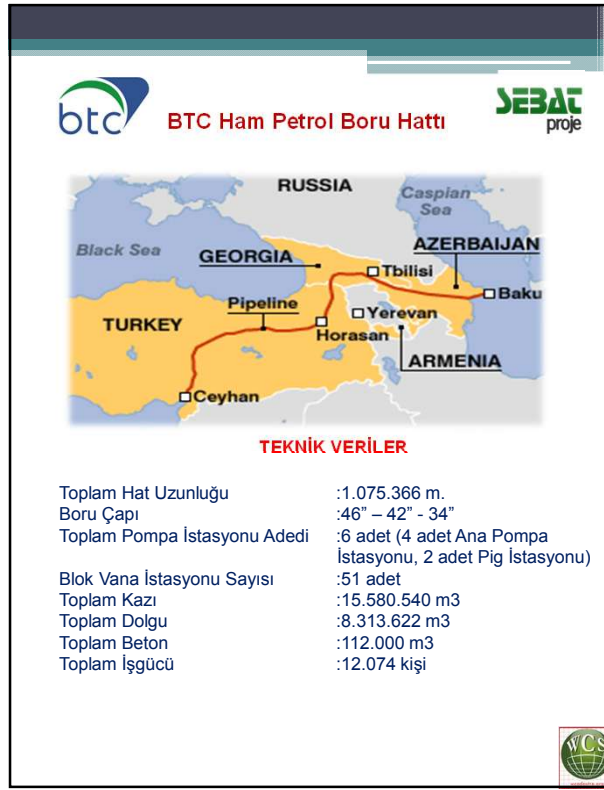 btc
BTC Ham Petrol Boru Hattı
SEBAT
proje
RUSSIA
Caspian
Sea
Black Sea
GEORGIA
AZERBAIJAN
Tbilisi
Baku
Pipeline
Yerevan
TURKEY
Horasan
ARMENIA
Ceyhan
TEKNİK VERİLER
Toplam Hat Uzunluğu :1.075.366 m.
Boru Çapı :46” – 42” - 34”
Toplam Pompa İstasyonu Adedi :6 adet (4 adet Ana Pompa
İstasyonu, 2 adet Pig İstasyonu)
Blok Vana İstasyonu Sayısı :51 adet
Toplam Kazı :15.580.540 m3
Toplam Dolgu :8.313.622 m3
Toplam Beton :112.000 m3
Toplam İşgücü :12.074 kişi
WCs